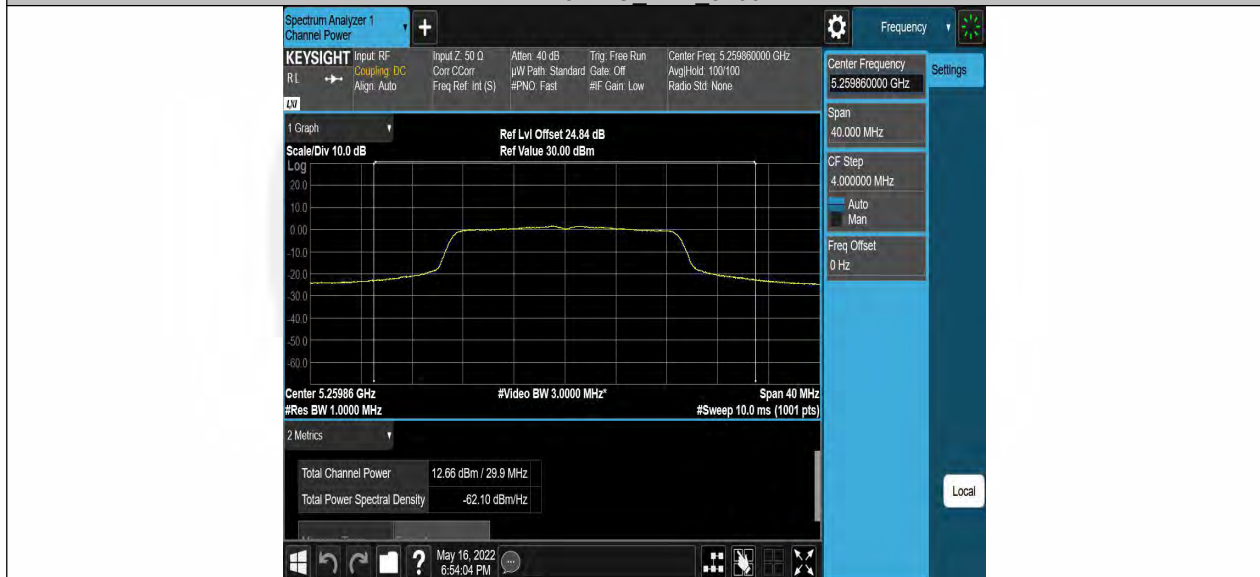 Spectrum Analyzer 1
Channel Power
+
Frequency
KEYSIGHT
RL
LXI
Input: RF
Coupling: DC
Align: Auto
Input Z: 50 Ω
Corr CCorr
Freq Ref: Int (S)
Atten: 40 dB
µW Path: Standard
#PNO: Fast
Trig: Free Run
Gate: Off
#IF Gain: Low
Center Freq: 5.259860000 GHz
Avg|Hold: 100/100
Radio Std: None
Center Frequency
5.259860000 GHz
Settings
Span
40.000 MHz
CF Step
4.000000 MHz
Auto
Man
Freq Offset
0 Hz
Local
1 Graph
Scale/Div 10.0 dB
Ref Lvl Offset 24.84 dB
Ref Value 30.00 dBm
Log
20.0
10.0
0.00
-10.0
-20.0
-30.0
-40.0
-50.0
-60.0
Center 5.25986 GHz
#Video BW 3.0000 MHz*
Span 40 MHz
#Res BW 1.0000 MHz
#Sweep 10.0 ms (1001 pts)
2 Metrics
Total Channel Power 12.66 dBm / 29.9 MHz
Total Power Spectral Density -62.10 dBm/Hz
?
May 16, 2022
6:54:04 PM